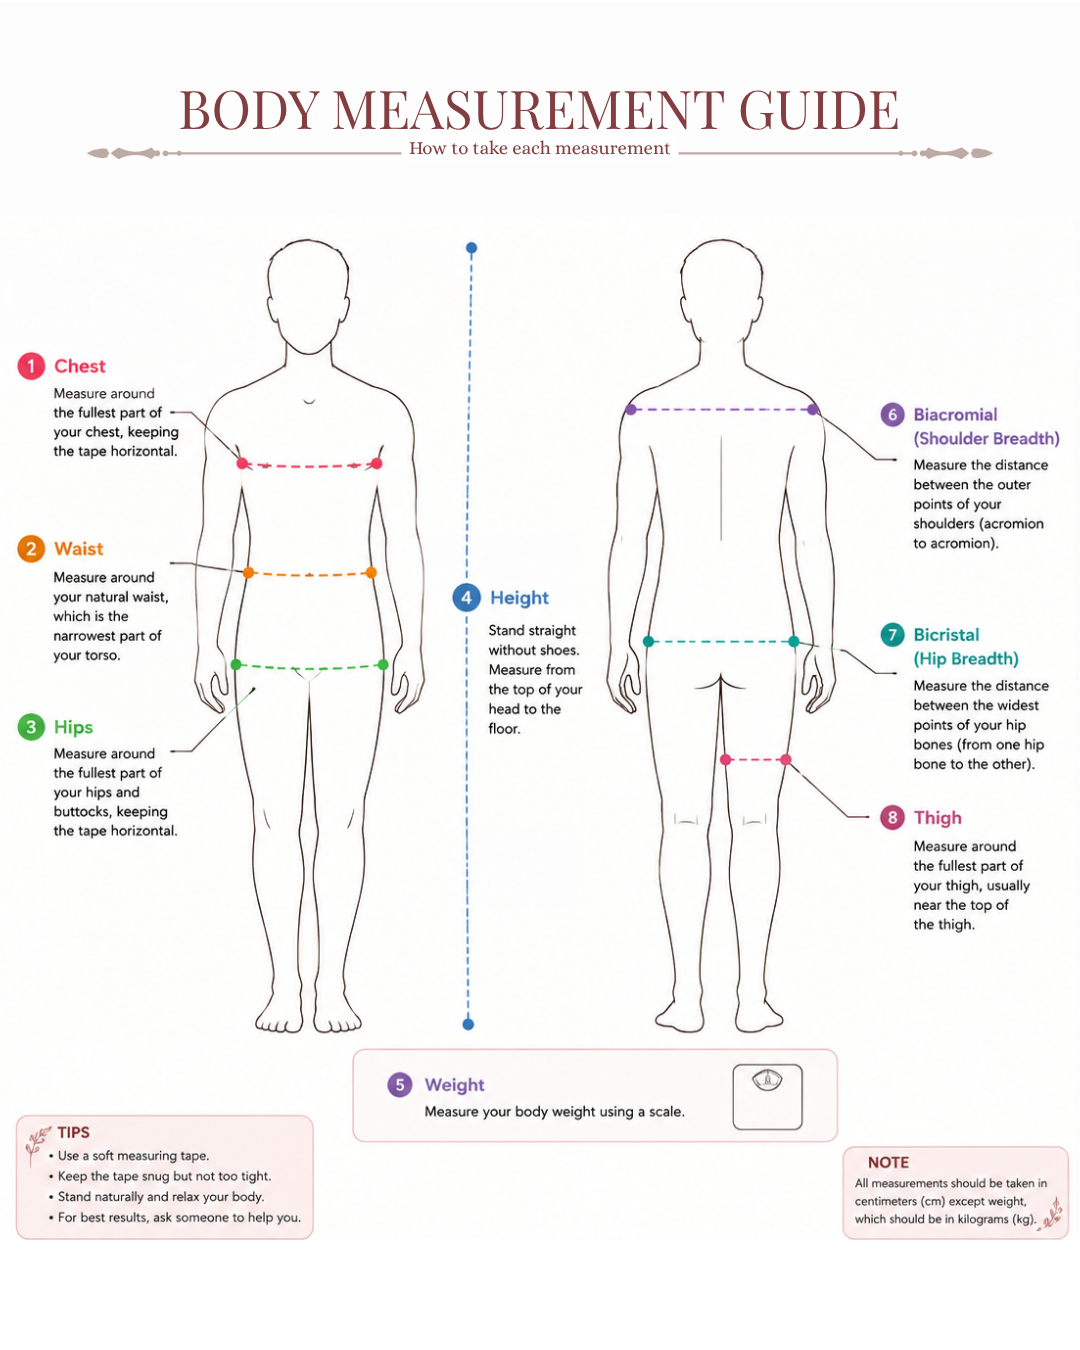 BODY MEASUREMENT GUIDE
How to take each measurement
1 Chest
Measure around
the fullest part of
your chest, keeping
the tape horizontal.
2 Waist
Measure around
your natural waist,
which is the
narrowest part of
your torso.
3 Hips
Measure around
the fullest part of
your hips and
buttocks, keeping
the tape horizontal.
4 Height
Stand straight
without shoes.
Measure from
the top of your
head to the
floor.
6 Biacromial
(Shoulder Breadth)
Measure the distance
between the outer
points of your
shoulders (acromion
to acromion).
7 Bicristal
(Hip Breadth)
Measure the distance
between the widest
points of your hip
bones (from one hip
bone to the other).
8 Thigh
Measure around
the fullest part of
your thigh, usually
near the top of
the thigh.
5 Weight
Measure your body weight using a scale.
TIPS
• Use a soft measuring tape.
• Keep the tape snug but not too tight.
• Stand naturally and relax your body.
• For best results, ask someone to help you.
NOTE
All measurements should be taken in
centimeters (cm) except weight,
which should be in kilograms (kg).